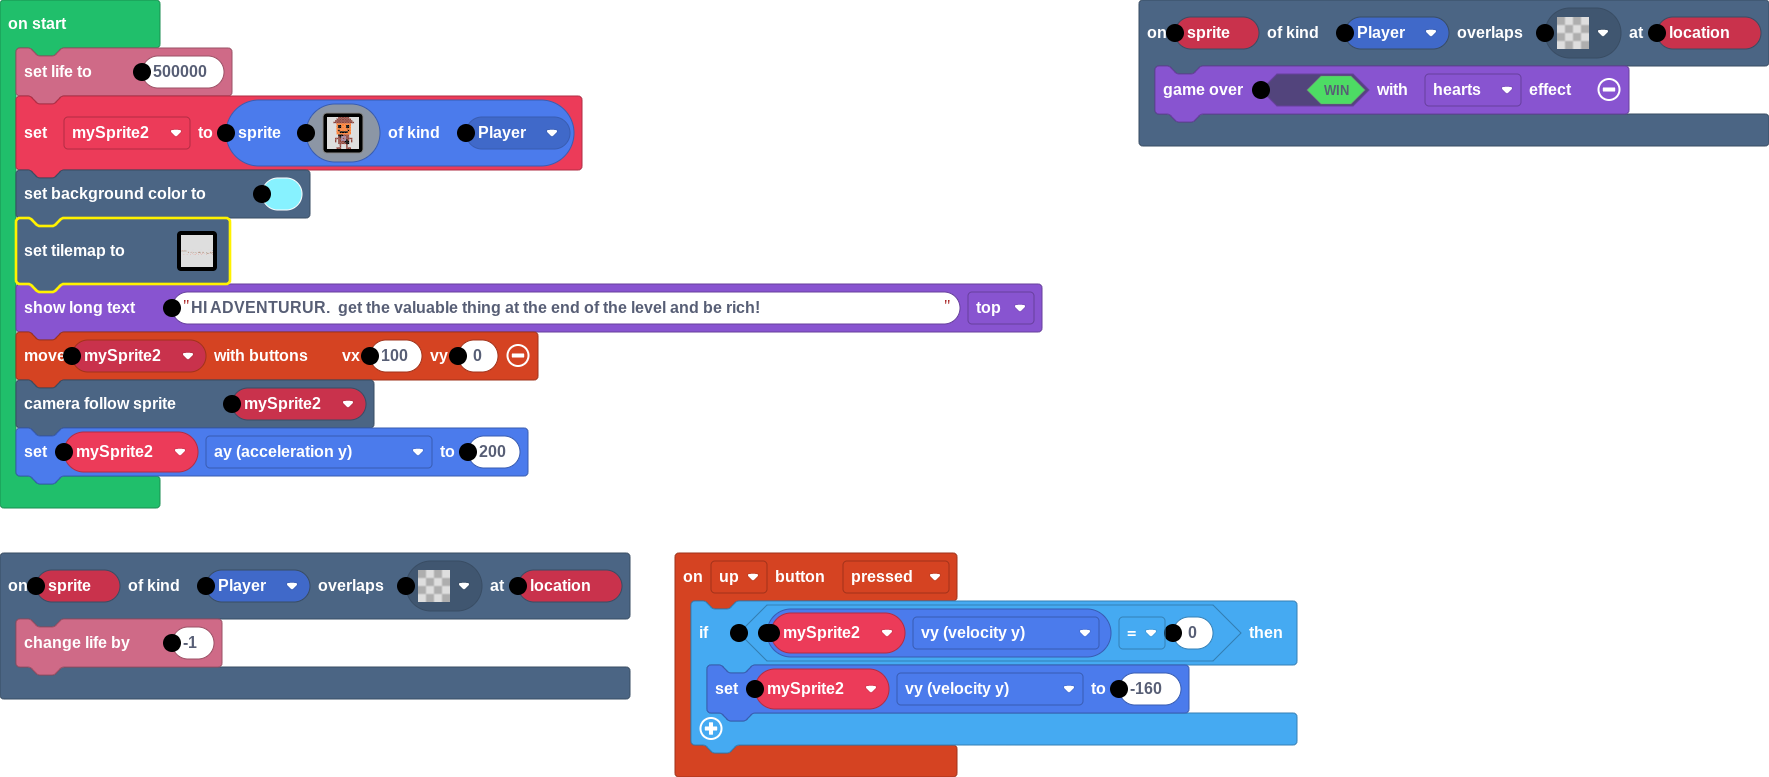 on start
set life to 500000
set mySprite2 to sprite of kind Player
set background color to
set tilemap to
show long text "HI ADVENTURUR.  get the valuable thing at the end of the level and be rich! " top
move mySprite2 with buttons vx 100 vy 0
camera follow sprite mySprite2
set mySprite2 ay (acceleration y) to 200
on sprite of kind Player overlaps at location
game over WIN with hearts effect
on sprite of kind Player overlaps at location
change life by -1
on up button pressed
if mySprite2 vy (velocity y) = 0 then
set mySprite2 vy (velocity y) to -160